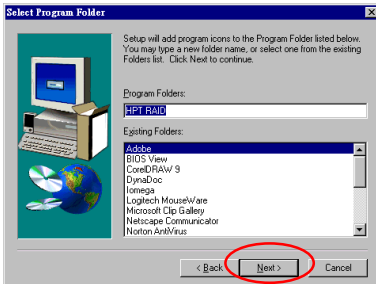 Select Program Folder
Setup will add program icons to the Program Folder listed below.
You may type a new folder name, or select one from the existing
Folders list. Click Next to continue.
Program Folders:
HPT RAID
Existing Folders:
Adobe
BIOS View
CorelDRAW 9
DynaDoc
Iomega
Logitech MouseWare
Microsoft Clip Gallery
Netscape Communicator
Norton AntiVirus
< Back
Next >
Cancel